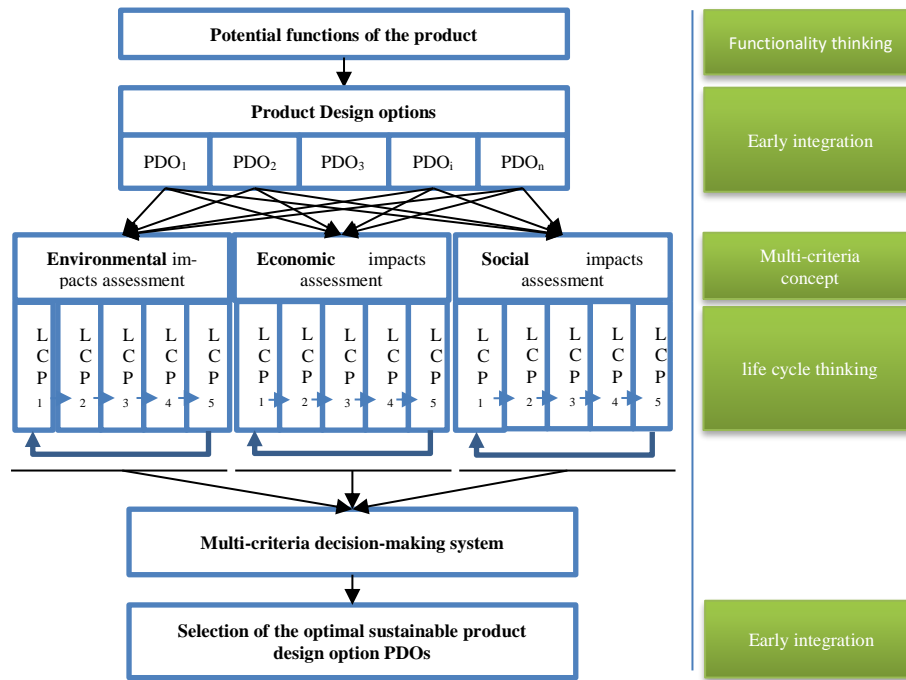 Potential functions of the product
Functionality thinking
Product Design options
Early integration
PDO1 PDO2 PDO3 PDOi PDOn
Environmental im-
pacts assessment
Economic impacts
assessment
Social impacts
assessment
Multi-criteria
concept
L L L L L L L L L L L L L L L
C C C C C C C C C C C C C C C
P P P P P P P P P P P P P P P
1 2 3 4 5 1 2 3 4 5 1 2 3 4 5
life cycle thinking
Multi-criteria decision-making system
Selection of the optimal sustainable product
design option PDOs
Early integration